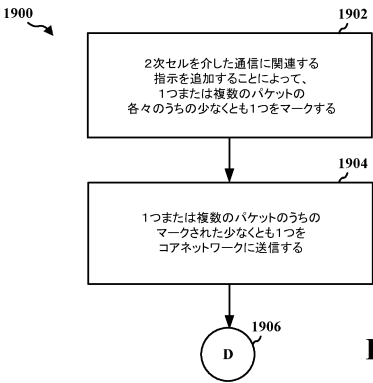 1900
1902
2次セルを介した通信に関連する
指示を追加することによって、
1つまたは複数のパケットの
各々のうちの少なくとも1つをマークする
1904
1つまたは複数のパケットのうちの
マークされた少なくとも1つを
コアネットワークに送信する
1906
D